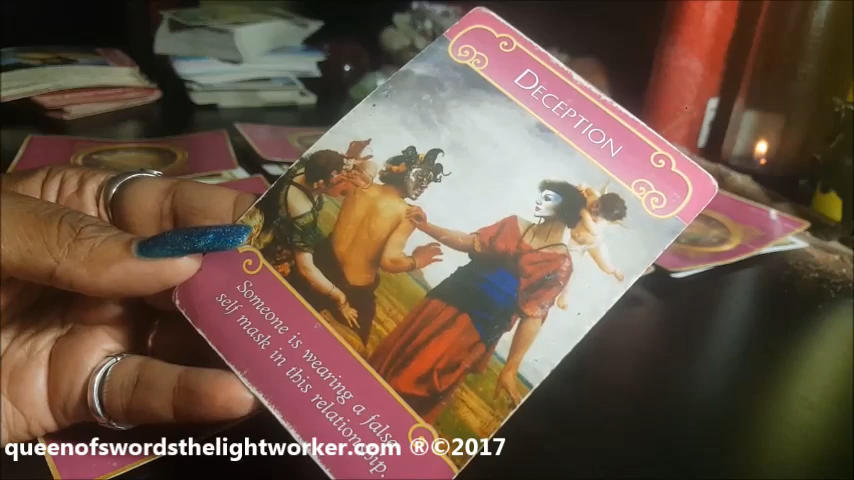 DECEPTION
Someone is wearing a false
self mask in this relationship.
queenofswordsthelightworker.com ®©2017